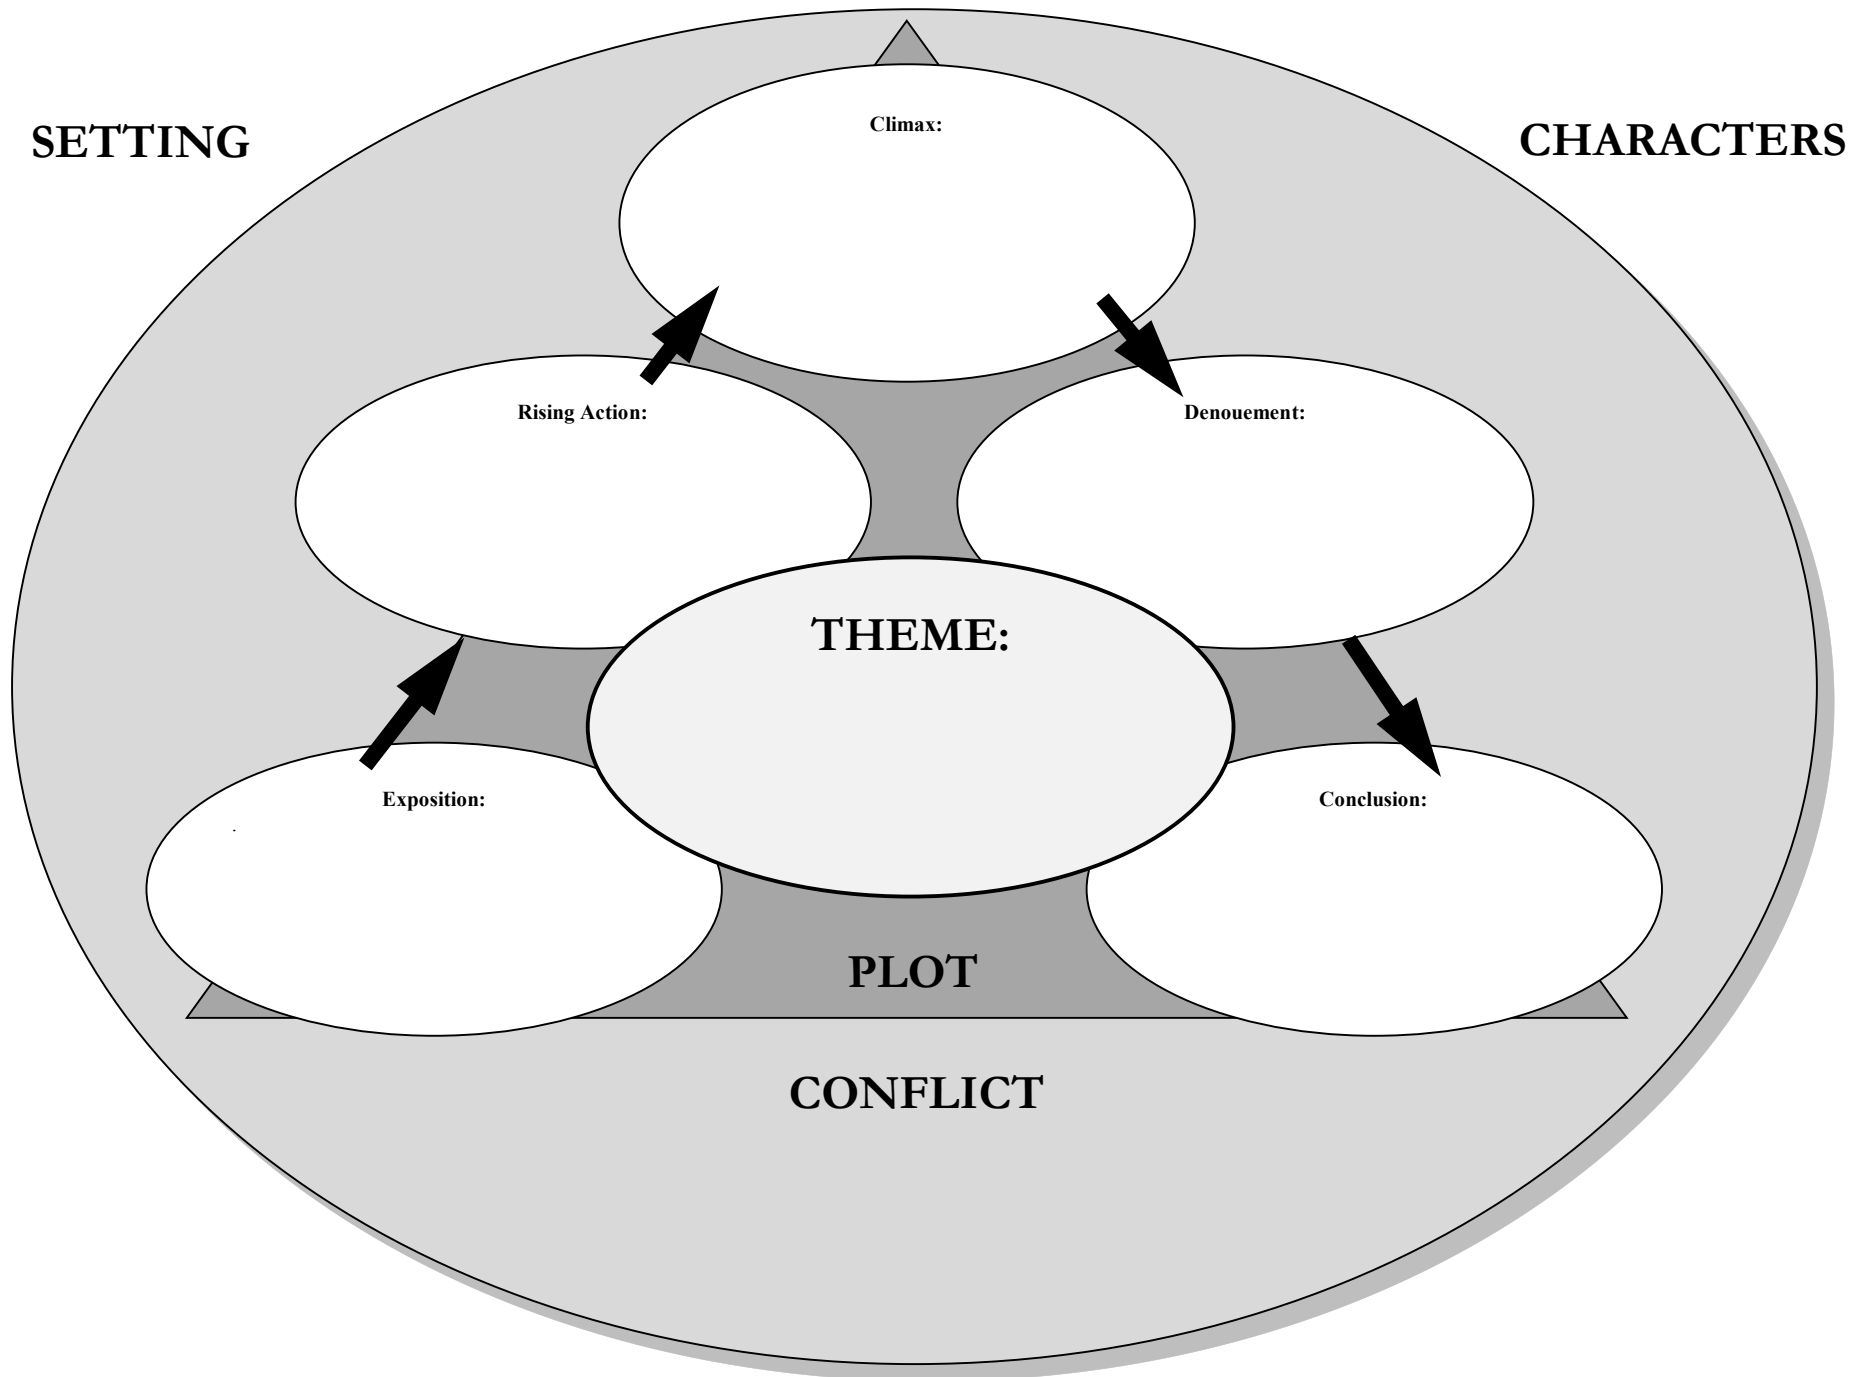 Climax:
SETTING
CHARACTERS
Rising Action:
Denouement:
THEME:
Exposition:
Conclusion:
.
PLOT
CONFLICT